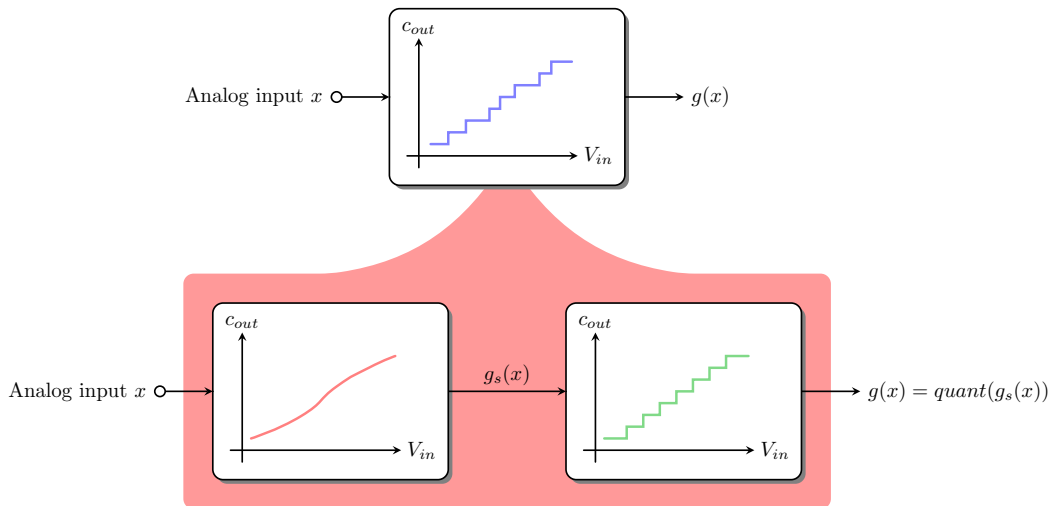 c_out
Analog input x
g(x)
V_in
c_out
c_out
g_s(x)
Analog input x
g(x) = quant(g_s(x))
V_in
V_in